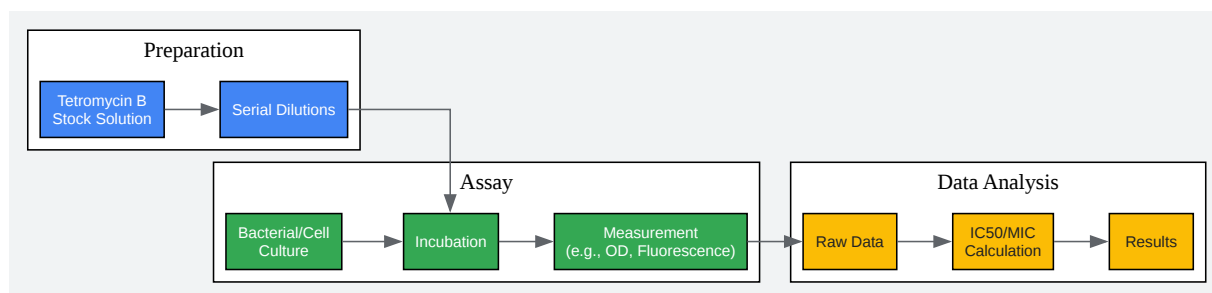 Preparation
Tetromycin B
Stock Solution
Serial Dilutions
Assay
Bacterial/Cell
Culture
Incubation
Measurement
(e.g., OD, Fluorescence)
Data Analysis
Raw Data
IC50/MIC
Calculation
Results